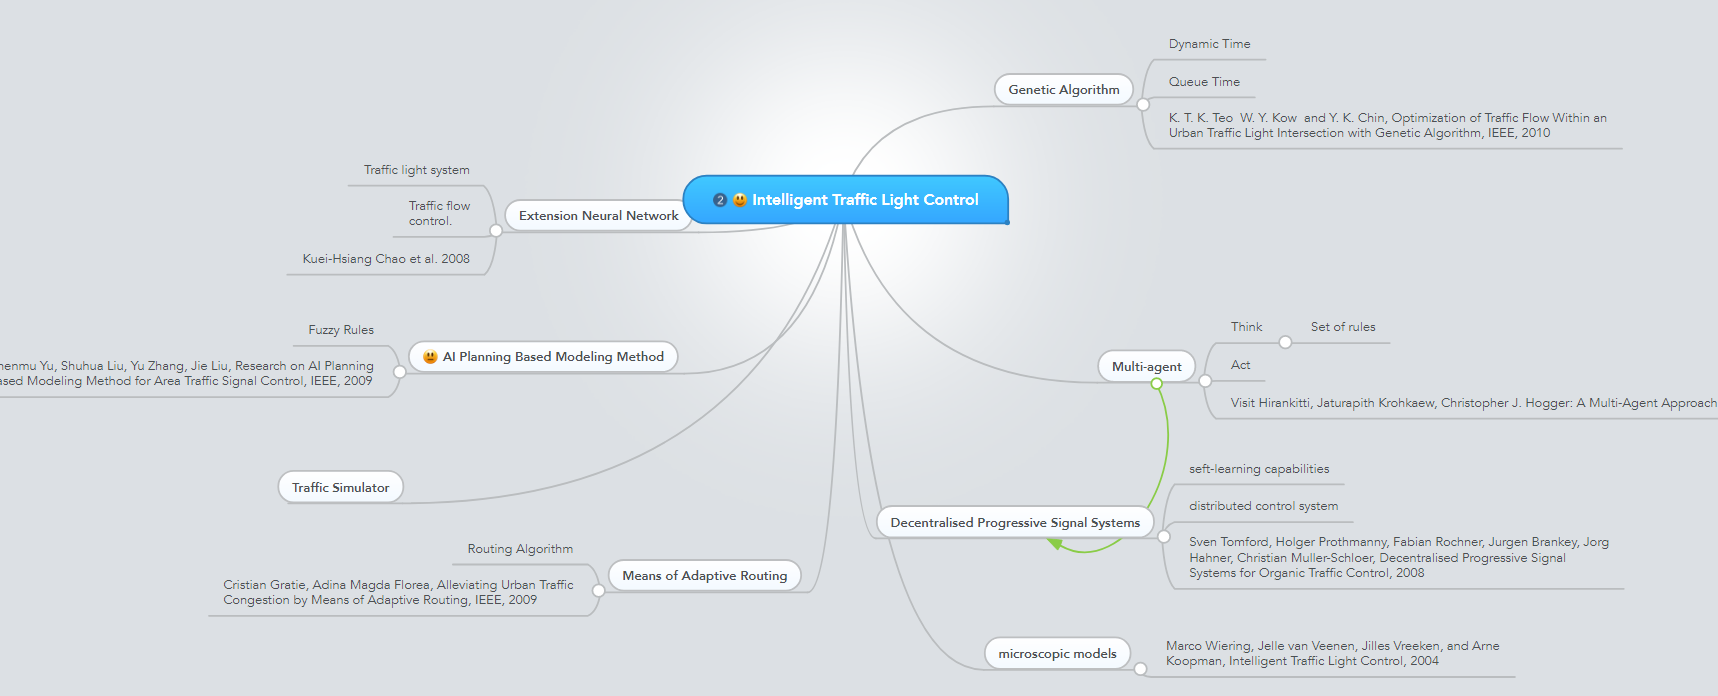 Intelligent Traffic Light Control
2
Genetic Algorithm
Dynamic Time
Queue Time
K. T. K. Teo W. Y. Kow and Y. K. Chin, Optimization of Traffic Flow Within an
Urban Traffic Light Intersection with Genetic Algorithm, IEEE, 2010
Extension Neural Network
Traffic light system
Traffic flow
control.
Kuei-Hsiang Chao et al. 2008
AI Planning Based Modeling Method
Fuzzy Rules
Yu, Shuhua Liu, Yu Zhang, Jie Liu, Research on AI Planning
Modeling Method for Area Traffic Signal Control, IEEE, 2009
Multi-agent
Think
Set of rules
Act
Visit Hirankitti, Jaturapith Krohkaew, Christopher J. Hogger: A Multi-Agent Approach
Traffic Simulator
Decentralised Progressive Signal Systems
seft-learning capabilities
distributed control system
Sven Tomford, Holger Prothmanny, Fabian Rochner, Jurgen Brankey, Jorg
Hahner, Christian Muller-Schloer, Decentralised Progressive Signal
Systems for Organic Traffic Control, 2008
Means of Adaptive Routing
Routing Algorithm
Cristian Gratie, Adina Magda Florea, Alleviating Urban Traffic
Congestion by Means of Adaptive Routing, IEEE, 2009
microscopic models
Marco Wiering, Jelle van Veenen, Jilles Vreeken, and Arne
Koopman, Intelligent Traffic Light Control, 2004